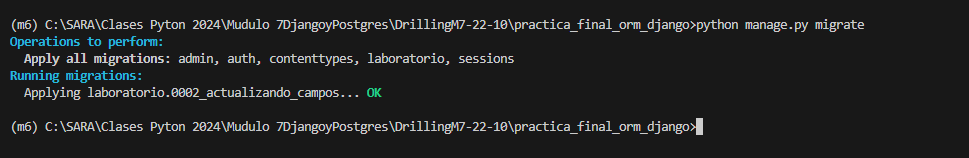 (m6) C:\SARA\Clases Pyton 2024\Mudulo 7DjangoyPostgres\DrillingM7-22-10\practica_final_orm_django>python manage.py migrate
Operations to perform:
  Apply all migrations: admin, auth, contenttypes, laboratorio, sessions
Running migrations:
  Applying laboratorio.0002_actualizando_campos... OK
(m6) C:\SARA\Clases Pyton 2024\Mudulo 7DjangoyPostgres\DrillingM7-22-10\practica_final_orm_django>